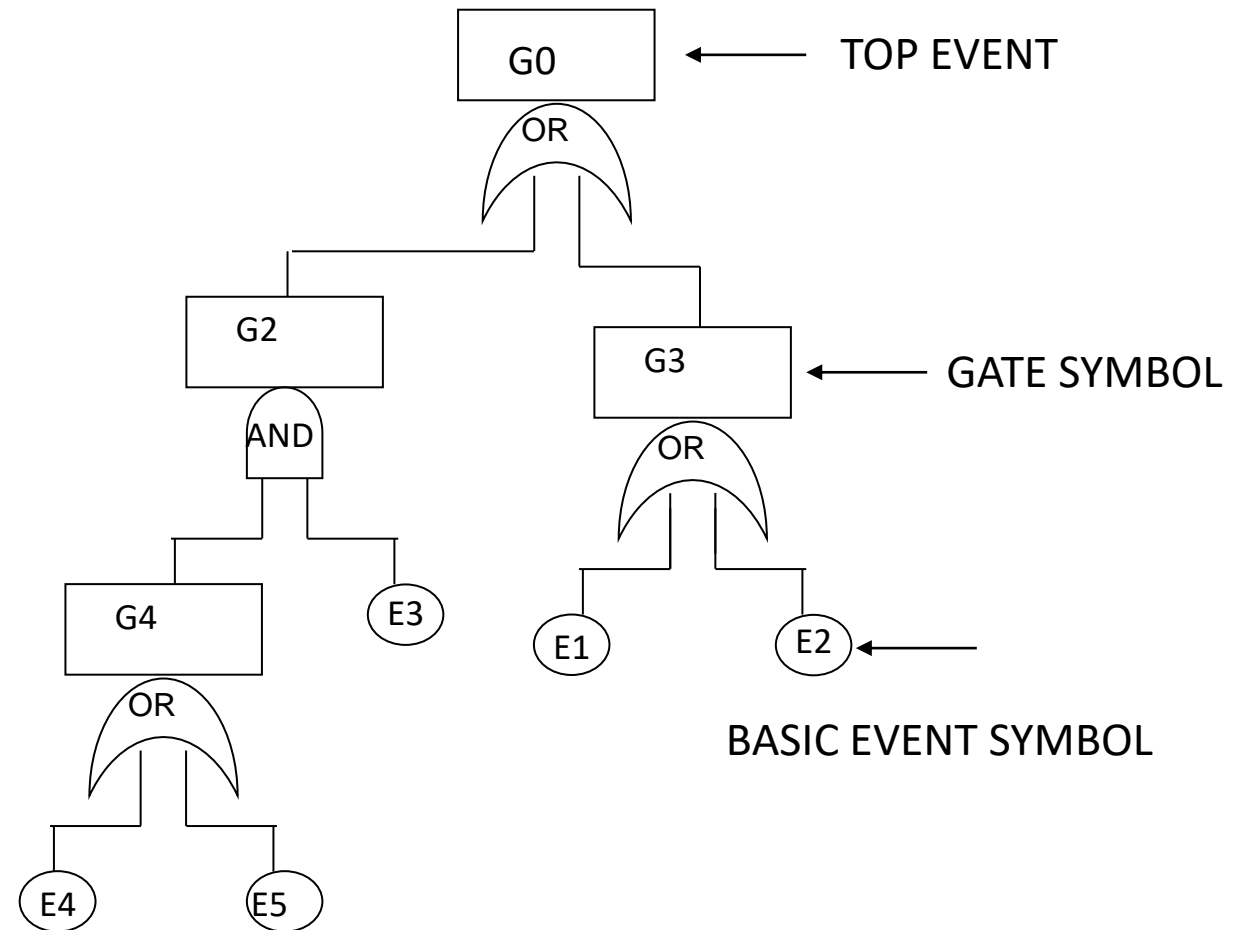 G0
TOP EVENT
OR
G2
G3
GATE SYMBOL
AND
OR
G4
E3
E1
E2
OR
BASIC EVENT SYMBOL
E4
E5